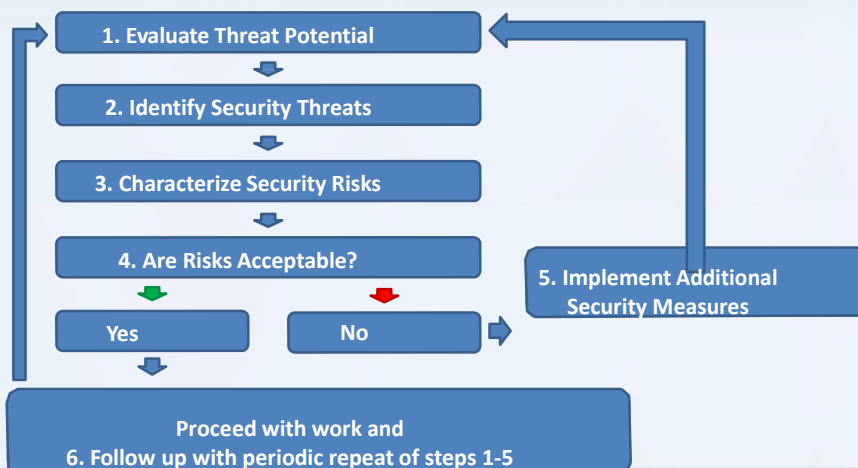 1. Evaluate Threat Potential
2. Identify Security Threats
3. Characterize Security Risks
4. Are Risks Acceptable?
5. Implement Additional
Security Measures
Yes
No
Proceed with work and
6. Follow up with periodic repeat of steps 1-5